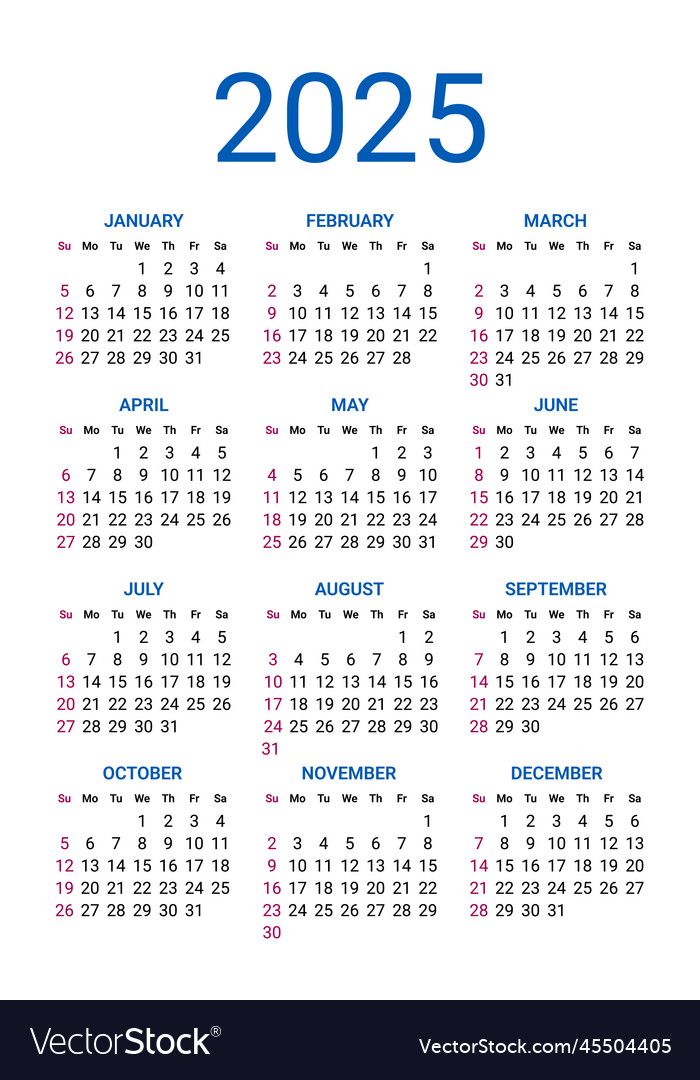 2025
JANUARY
Su Mo Tu We Th Fr Sa
1 2 3 4
5 6 7 8 9 10 11
12 13 14 15 16 17 18
19 20 21 22 23 24 25
26 27 28 29 30 31
FEBRUARY
Su Mo Tu We Th Fr Sa
1
2 3 4 5 6 7 8
9 10 11 12 13 14 15
16 17 18 19 20 21 22
23 24 25 26 27 28
MARCH
Su Mo Tu We Th Fr Sa
1
2 3 4 5 6 7 8
9 10 11 12 13 14 15
16 17 18 19 20 21 22
23 24 25 26 27 28 29
30 31
APRIL
Su Mo Tu We Th Fr Sa
1 2 3 4 5
6 7 8 9 10 11 12
13 14 15 16 17 18 19
20 21 22 23 24 25 26
27 28 29 30
MAY
Su Mo Tu We Th Fr Sa
1 2 3
4 5 6 7 8 9 10
11 12 13 14 15 16 17
18 19 20 21 22 23 24
25 26 27 28 29 30 31
JUNE
Su Mo Tu We Th Fr Sa
1 2 3 4 5 6 7
8 9 10 11 12 13 14
15 16 17 18 19 20 21
22 23 24 25 26 27 28
29 30
JULY
Su Mo Tu We Th Fr Sa
1 2 3 4 5
6 7 8 9 10 11 12
13 14 15 16 17 18 19
20 21 22 23 24 25 26
27 28 29 30 31
AUGUST
Su Mo Tu We Th Fr Sa
1 2
3 4 5 6 7 8 9
10 11 12 13 14 15 16
17 18 19 20 21 22 23
24 25 26 27 28 29 30
31
SEPTEMBER
Su Mo Tu We Th Fr Sa
1 2 3 4 5 6
7 8 9 10 11 12 13
14 15 16 17 18 19 20
21 22 23 24 25 26 27
28 29 30
OCTOBER
Su Mo Tu We Th Fr Sa
1 2 3 4
5 6 7 8 9 10 11
12 13 14 15 16 17 18
19 20 21 22 23 24 25
26 27 28 29 30 31
NOVEMBER
Su Mo Tu We Th Fr Sa
1
2 3 4 5 6 7 8
9 10 11 12 13 14 15
16 17 18 19 20 21 22
23 24 25 26 27 28 29
30
DECEMBER
Su Mo Tu We Th Fr Sa
1 2 3 4 5 6
7 8 9 10 11 12 13
14 15 16 17 18 19 20
21 22 23 24 25 26 27
28 29 30 31
VectorStock®
VectorStock.com/45504405